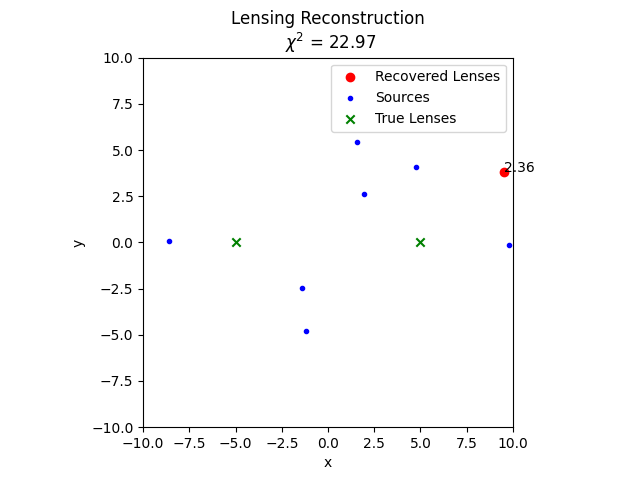 Lensing Reconstruction
χ² = 22.97
10.0
7.5
5.0
2.5
0.0
−2.5
−5.0
−7.5
−10.0
y
Recovered Lenses
Sources
True Lenses
2.36
−10.0 −7.5 −5.0 −2.5 0.0 2.5 5.0 7.5 10.0
x